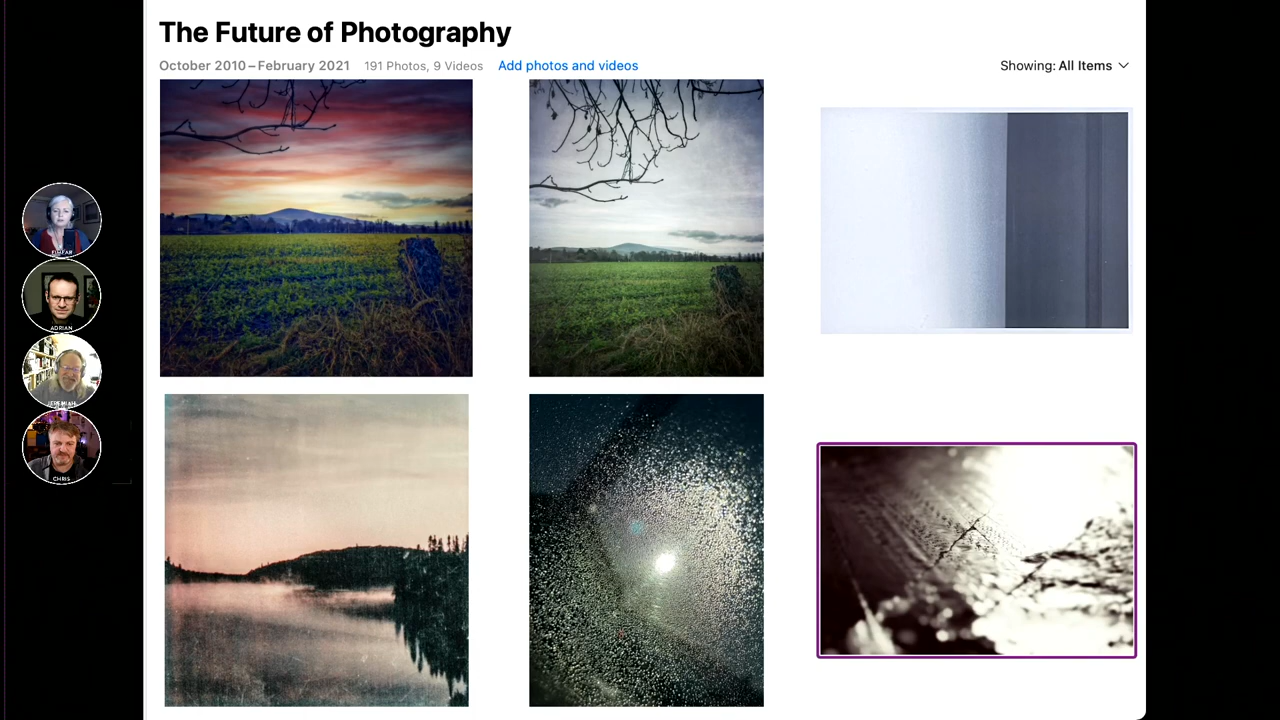 The Future of Photography
October 2010 – February 2021 191 Photos, 9 Videos Add photos and videos Showing: All Items
ADRIAN
JEREMIAH
CHRIS